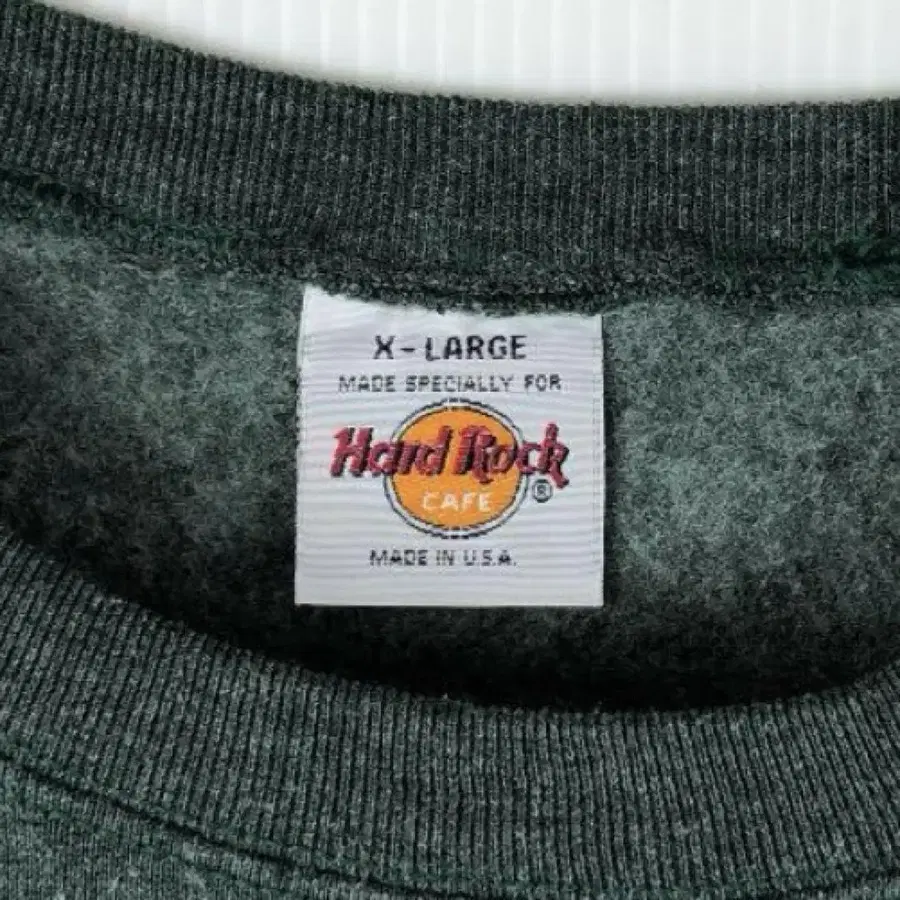 X-LARGE
MADE SPECIALLY FOR
Hard Rock
CAFE
®
MADE IN U.S.A.